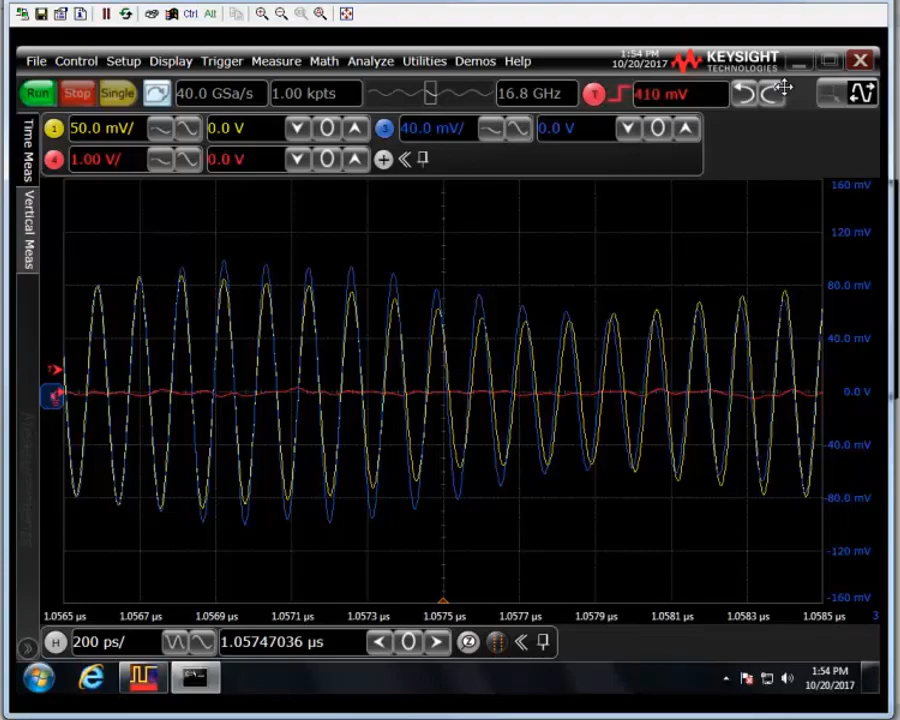 Ctrl Alt
File Control Setup Display Trigger Measure Math Analyze Utilities Demos Help
1:54 PM
10/20/2017
KEYSIGHT
TECHNOLOGIES
Run Stop Single 40.0 GSa/s 1.00 kpts 16.8 GHz T 410 mV
1 50.0 mV/ 0.0 V 3 40.0 mV/ 0.0 V
4 1.00 V/ 0.0 V
Time Meas
Vertical Meas
160 mV
120 mV
80.0 mV
40.0 mV
0.0 V
-40.0 mV
-80.0 mV
-120 mV
-160 mV
T
1.0565 µs 1.0567 µs 1.0569 µs 1.0571 µs 1.0573 µs 1.0575 µs 1.0577 µs 1.0579 µs 1.0581 µs 1.0583 µs 1.0585 µs 3
H 200 ps/ 1.05747036 µs
1:54 PM
10/20/2017